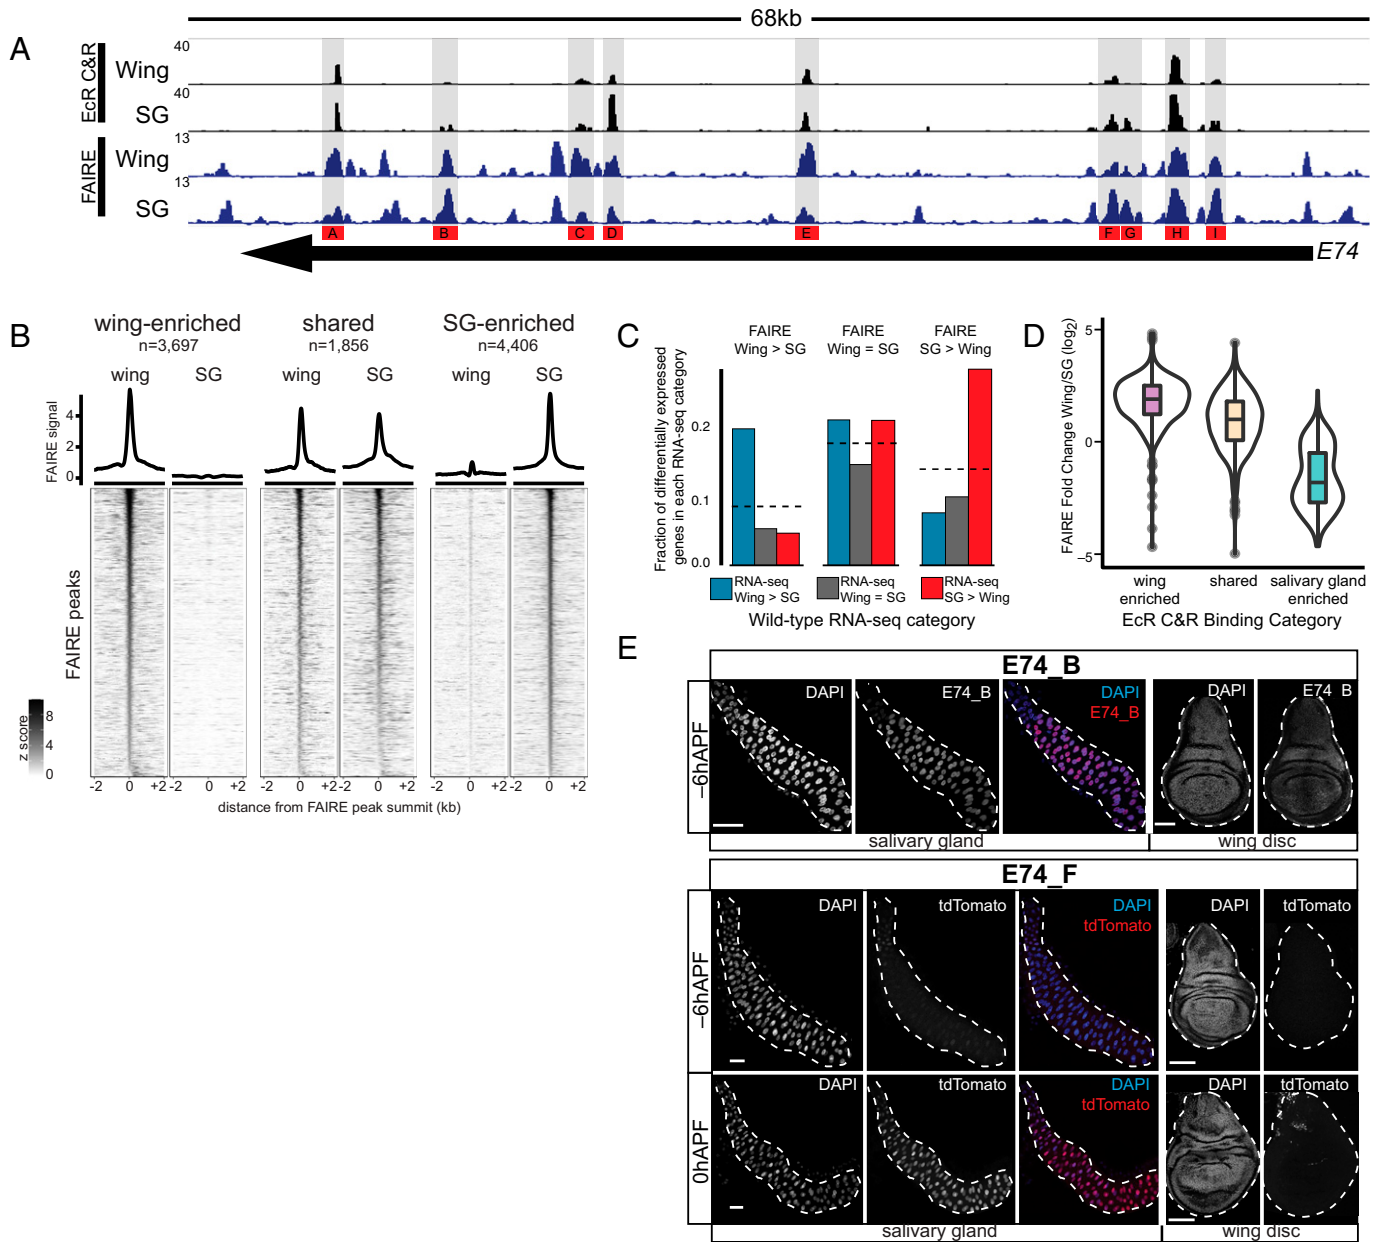 68kb
A
EcR C&R
Wing
SG
40
40
FAIRE
Wing
SG
13
13
A B C D E F G H I
E74
B
wing-enriched
n=3,697
shared
n=1,856
SG-enriched
n=4,406
wing SG wing SG wing SG
FAIRE signal
4
2
0
FAIRE peaks
z score
8
4
0
-2 0 +2 -2 0 +2 -2 0 +2 -2 0 +2 -2 0 +2 -2 0 +2
distance from FAIRE peak summit (kb)
C
FAIRE
Wing > SG
FAIRE
Wing = SG
FAIRE
SG > Wing
Fraction of differentially expressed
genes in each RNA-seq category
0.2
0.1
0.0
RNA-seq
Wing > SG
RNA-seq
Wing = SG
RNA-seq
SG > Wing
Wild-type RNA-seq category
D
FAIRE Fold Change Wing/SG (log2)
5
0
−5
wing
enriched
shared
salivary gland
enriched
EcR C&R Binding Category
E
E74_B
−6hAPF
DAPI
E74_B
DAPI
E74_B
DAPI
E74_B
salivary gland
wing disc
E74_F
−6hAPF
DAPI
tdTomato
DAPI
tdTomato
DAPI
tdTomato
0hAPF
DAPI
tdTomato
DAPI
tdTomato
DAPI
tdTomato
salivary gland
wing disc